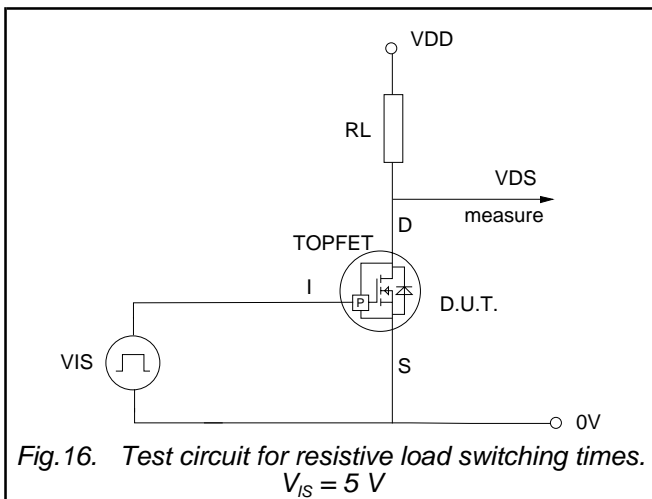 VDD
RL
VDS
measure
D
TOPFET
I
P
D.U.T.
VIS
S
0V
Fig.16. Test circuit for resistive load switching times.
VIS = 5 V